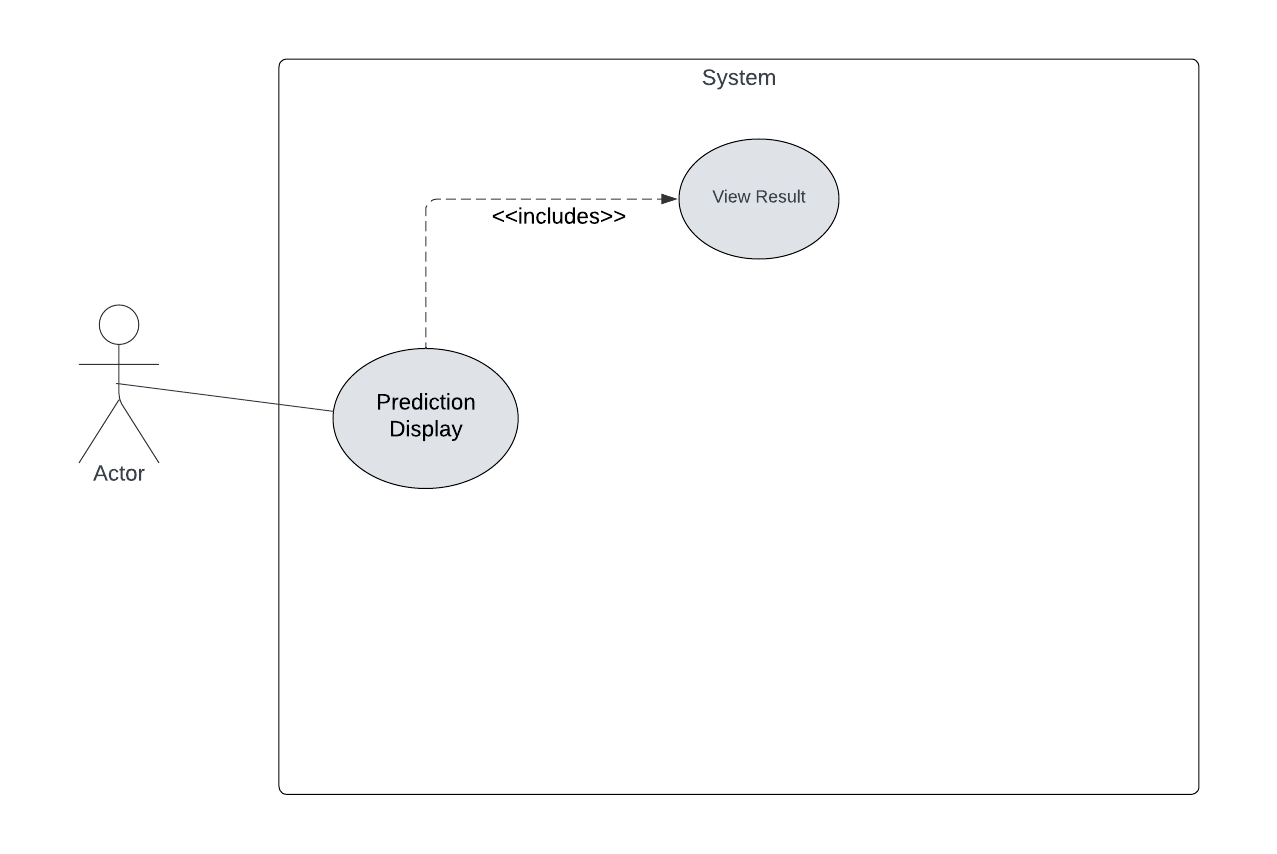 System
View Result
<<includes>>
Prediction
Display
Actor